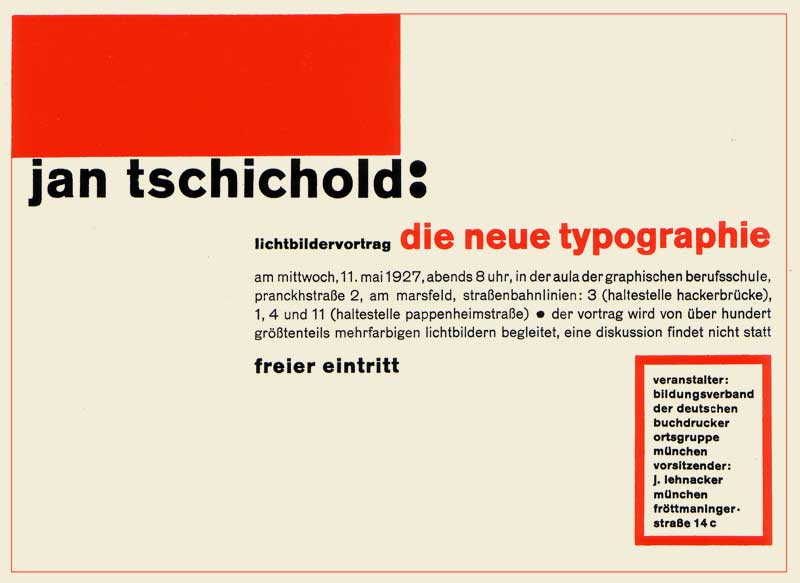 jan tschichold:
lichtbildervortrag die neue typographie
am mittwoch, 11. mai 1927, abends 8 uhr, in der aula der graphischen berufsschule,
pranckhstraße 2, am marsfeld, straßenbahnlinien: 3 (haltestelle hackerbrücke),
1, 4 und 11 (haltestelle pappenheimstraße) ● der vortrag wird von über hundert
größtenteils mehrfarbigen lichtbildern begleitet, eine diskussion findet nicht statt
freier eintritt
veranstalter:
bildungsverband
der deutschen
buchdrucker
ortsgruppe
münchen
vorsitzender:
j. lehnacker
münchen
fröttmaninger-
straße 14 c